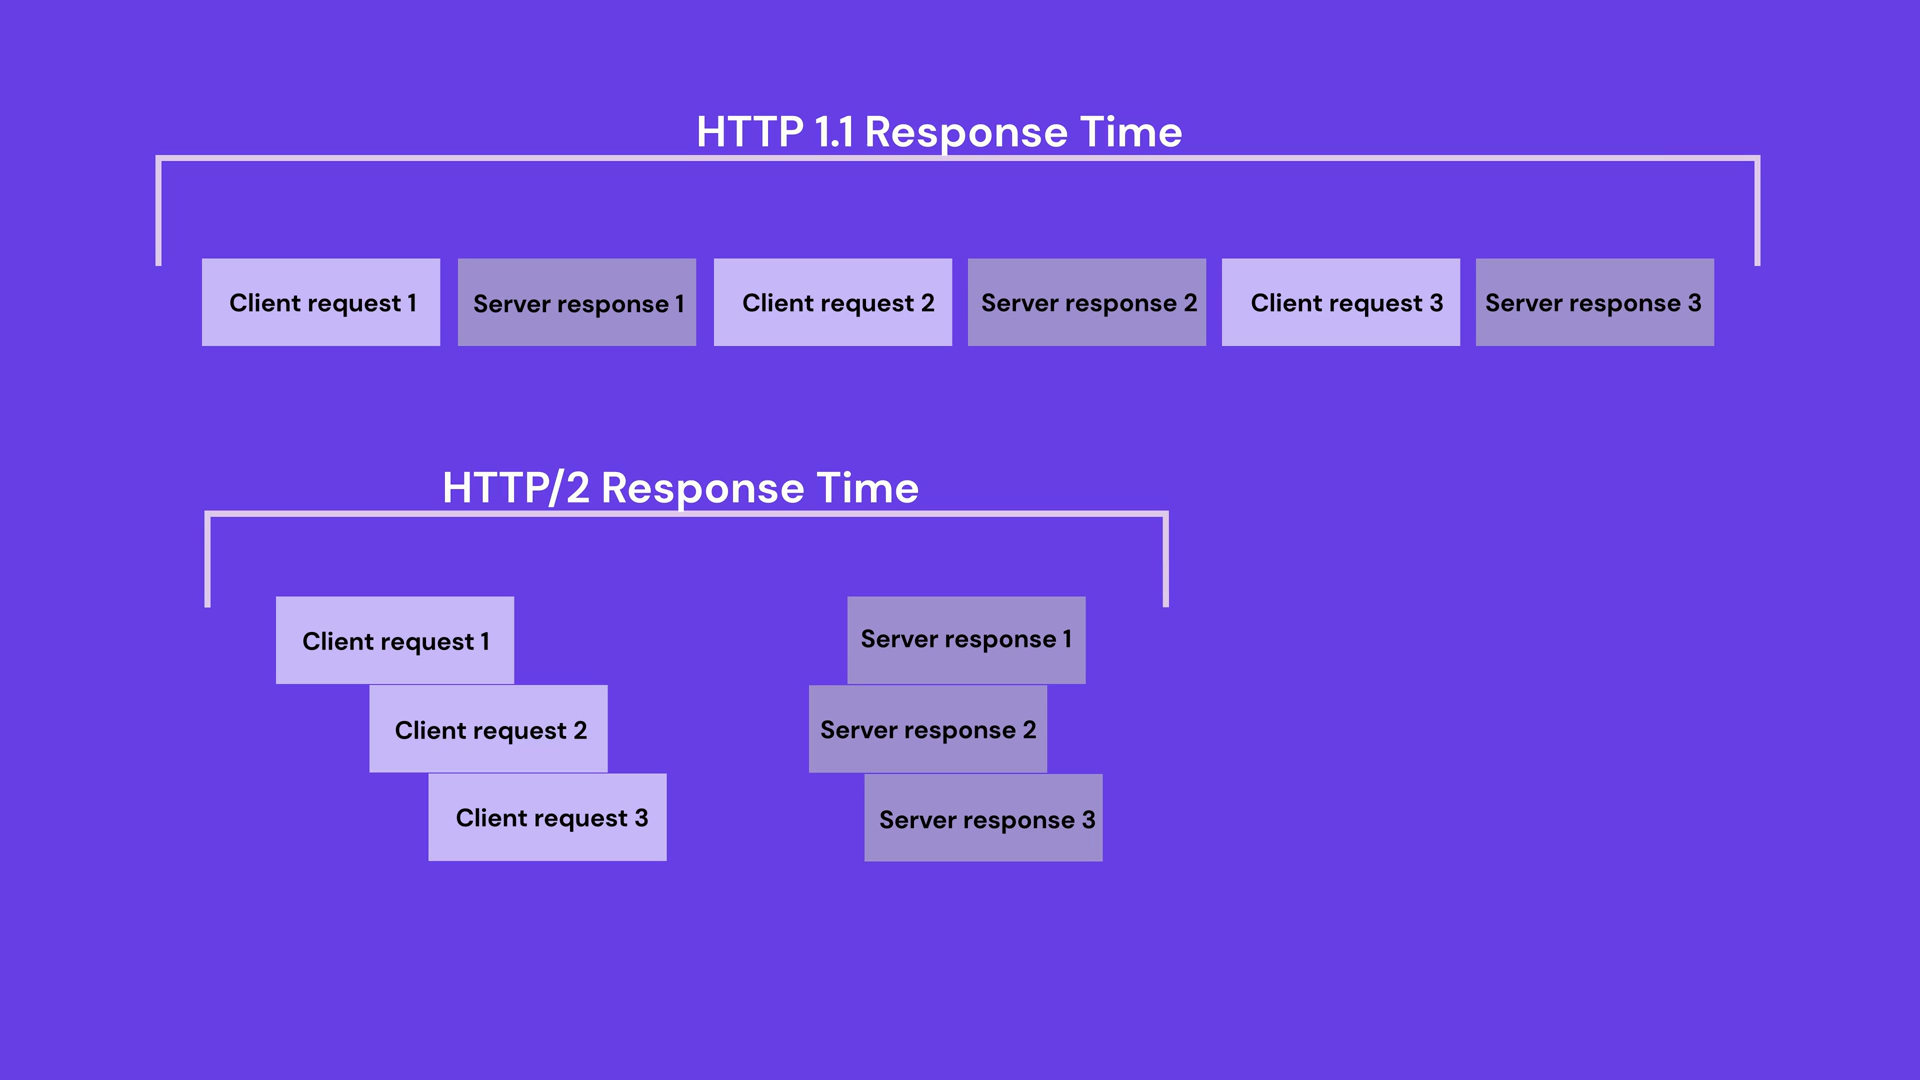 HTTP 1.1 Response Time
Client request 1
Server response 1
Client request 2
Server response 2
Client request 3
Server response 3
HTTP/2 Response Time
Client request 1
Server response 1
Client request 2
Server response 2
Client request 3
Server response 3